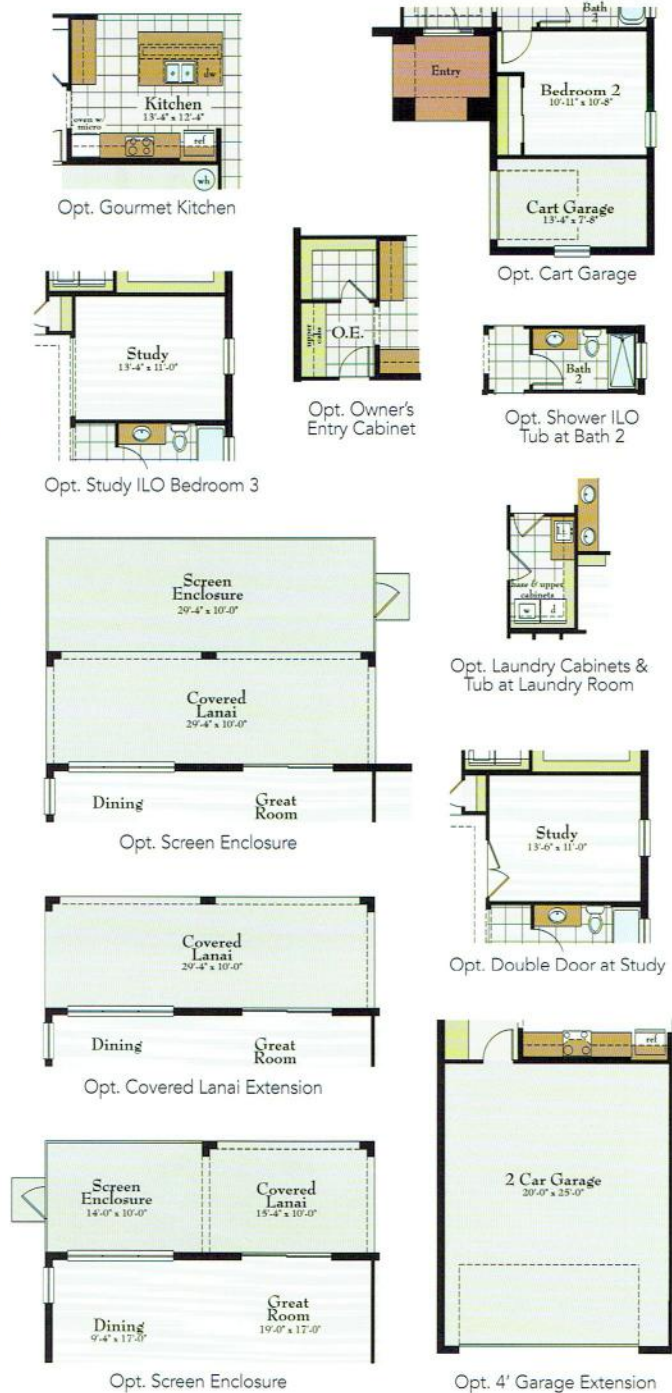 Kitchen
13'-4" x 12'-4"
dw
oven w/
micro
ref
wh
Opt. Gourmet Kitchen
Bath
2
Entry
Bedroom 2
10'-11" x 10'-8"
Cart Garage
13'-4" x 7'-8"
Opt. Cart Garage
Study
13'-4" x 11'-0"
Opt. Study ILO Bedroom 3
upper
cabs
O.E.
Opt. Owner's
Entry Cabinet
Bath
2
Opt. Shower ILO
Tub at Bath 2
Screen
Enclosure
29'-4" x 10'-0"
Covered
Lanai
29'-4" x 10'-0"
Dining
Great
Room
Opt. Screen Enclosure
base & upper
cabinets
w
d
Opt. Laundry Cabinets &
Tub at Laundry Room
Study
13'-6" x 11'-0"
Opt. Double Door at Study
Covered
Lanai
29'-4" x 10'-0"
Dining
Great
Room
Opt. Covered Lanai Extension
Screen
Enclosure
14'-0" x 10'-0"
Covered
Lanai
15'-4" x 10'-0"
Dining
9'-4" x 17'-0"
Great
Room
19'-0" x 17'-0"
Opt. Screen Enclosure
ref
2 Car Garage
20'-0" x 25'-0"
Opt. 4' Garage Extension